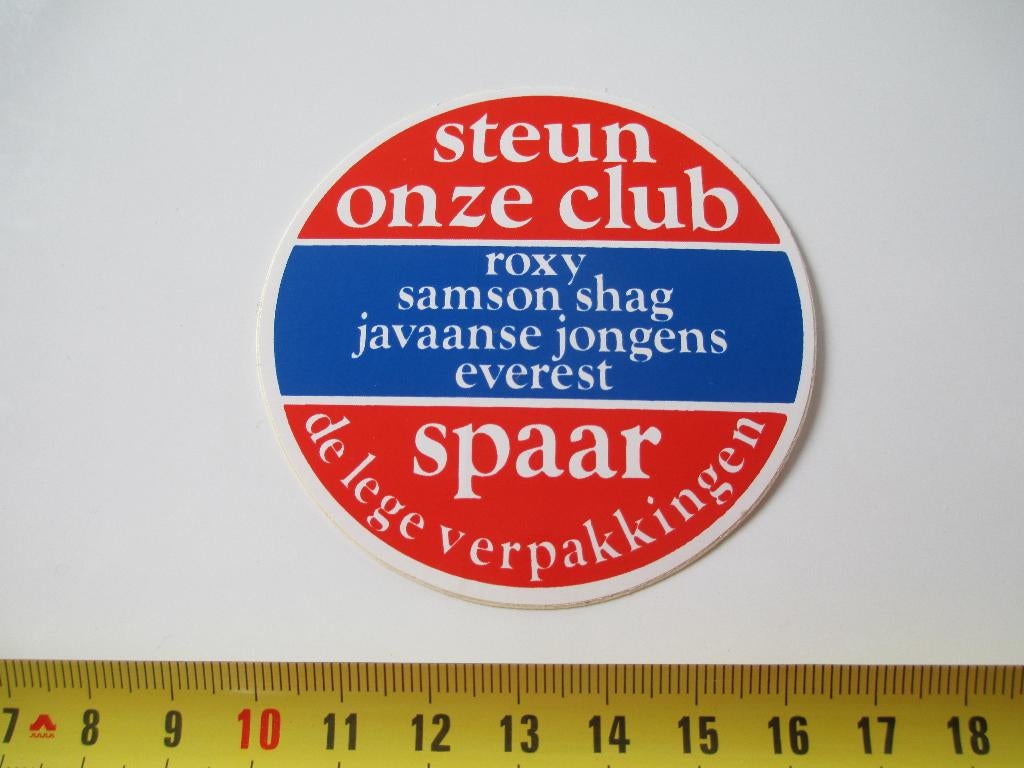 steun
onze club
roxy
samson shag
javaanse jongens
everest
spaar
de lege verpakkingen
7 8 9 10 11 12 13 14 15 16 17 18